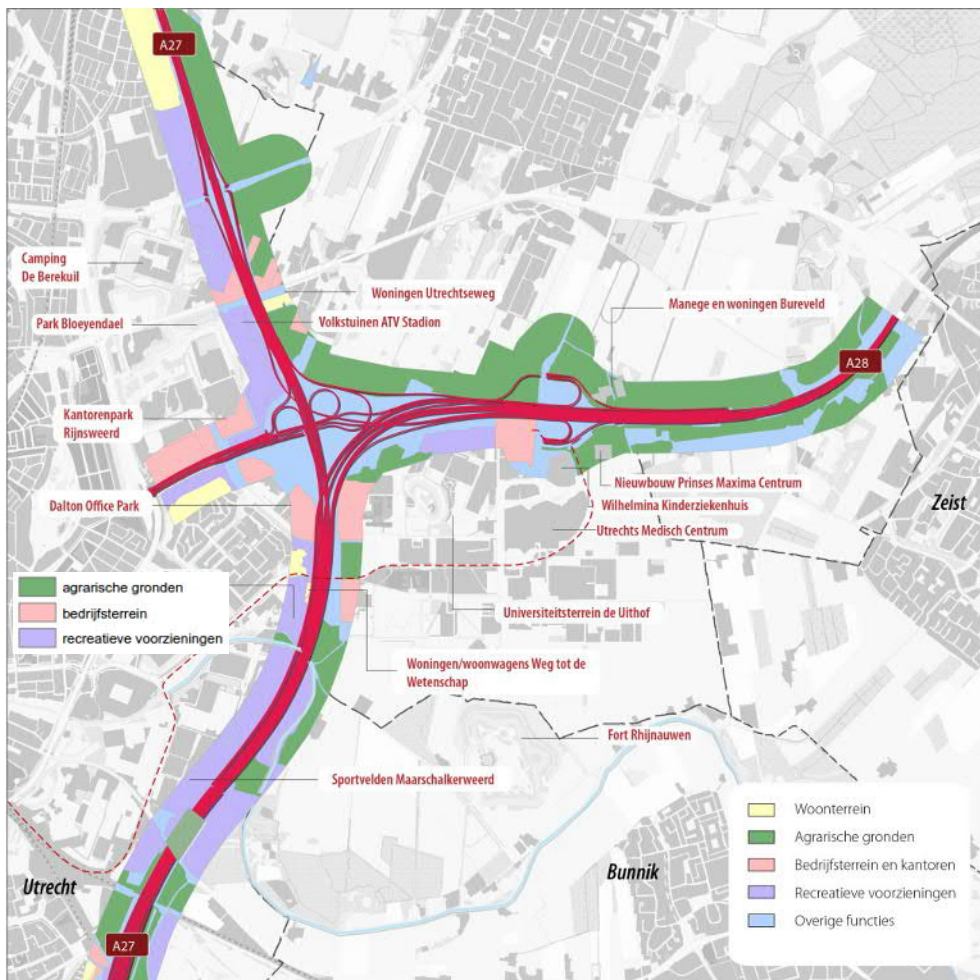 A27
Camping
De Berekuil
Woningen Utrechtseweg
Manege en woningen Bureveld
Park Bloeyendael
Volkstuinen ATV Stadion
A28
Kantorenpark
Rijnsweerd
Nieuwbouw Prinses Maxima Centrum
Dalton Office Park
Wilhelmina Kinderziekenhuis
Zeist
Utrechts Medisch Centrum
agrarische gronden
bedrijfsterrein
recreatieve voorzieningen
Universiteitsterrein de Uithof
Woningen/woonwagens Weg tot de
Wetenschap
Fort Rhijnauwen
Sportvelden Maarschalkerweerd
Woonterrein
Agrarische gronden
Bedrijfsterrein en kantoren
Recreatieve voorzieningen
Overige functies
Utrecht
Bunnik
A27